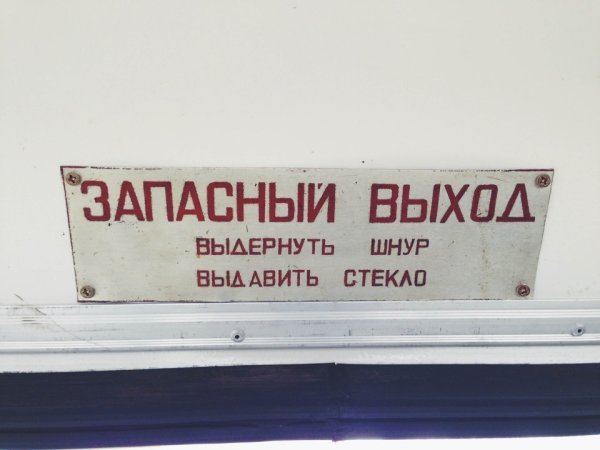 ЗАПАСНЫЙ ВЫХОД
ВЫДЕРНУТЬ ШНУР
ВЫДАВИТЬ СТЕКЛО